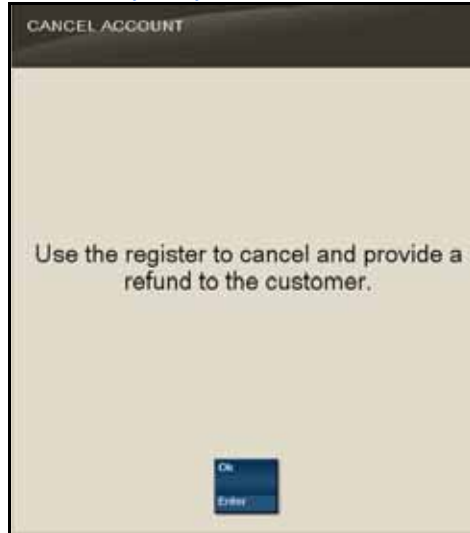 CANCEL ACCOUNT
Use the register to cancel and provide a
refund to the customer.
Ok
Enter